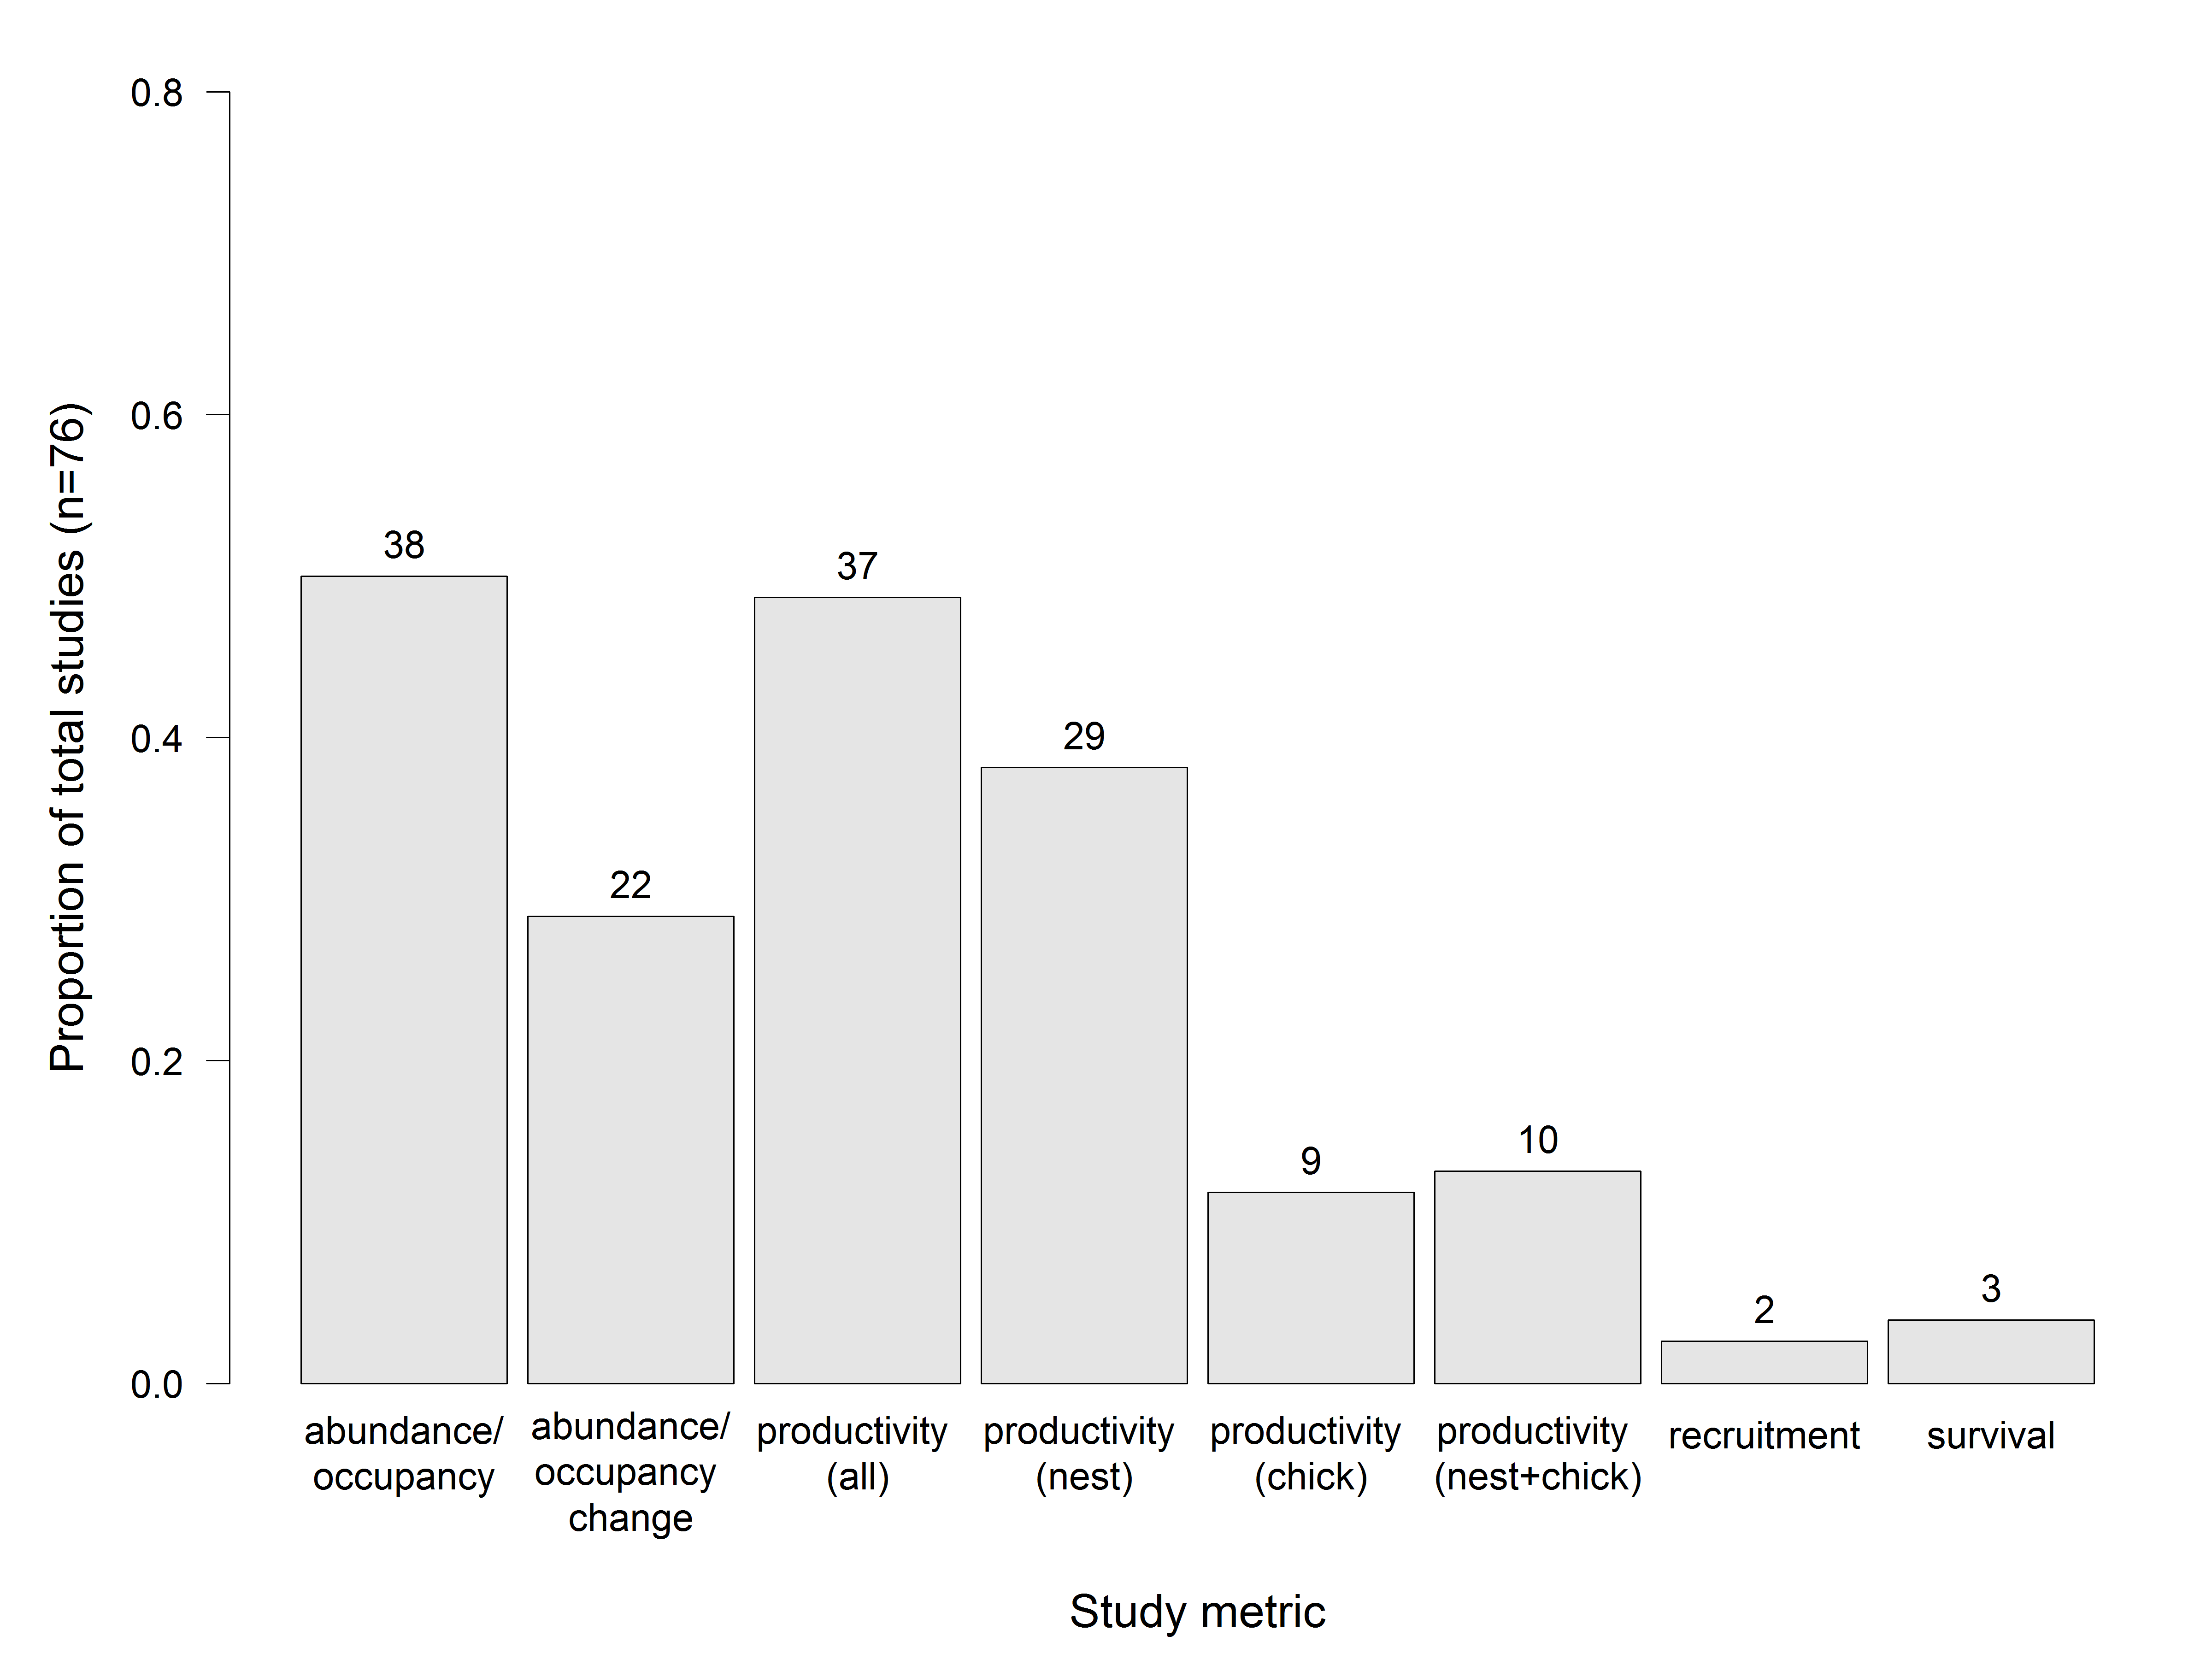 Proportion of total studies (n=76)
0.8
0.6
0.4
0.2
0.0
38
22
37
29
9
10
2
3
abundance/
occupancy
abundance/
occupancy
change
productivity
(all)
productivity
(nest)
productivity
(chick)
productivity
(nest+chick)
recruitment
survival
Study metric